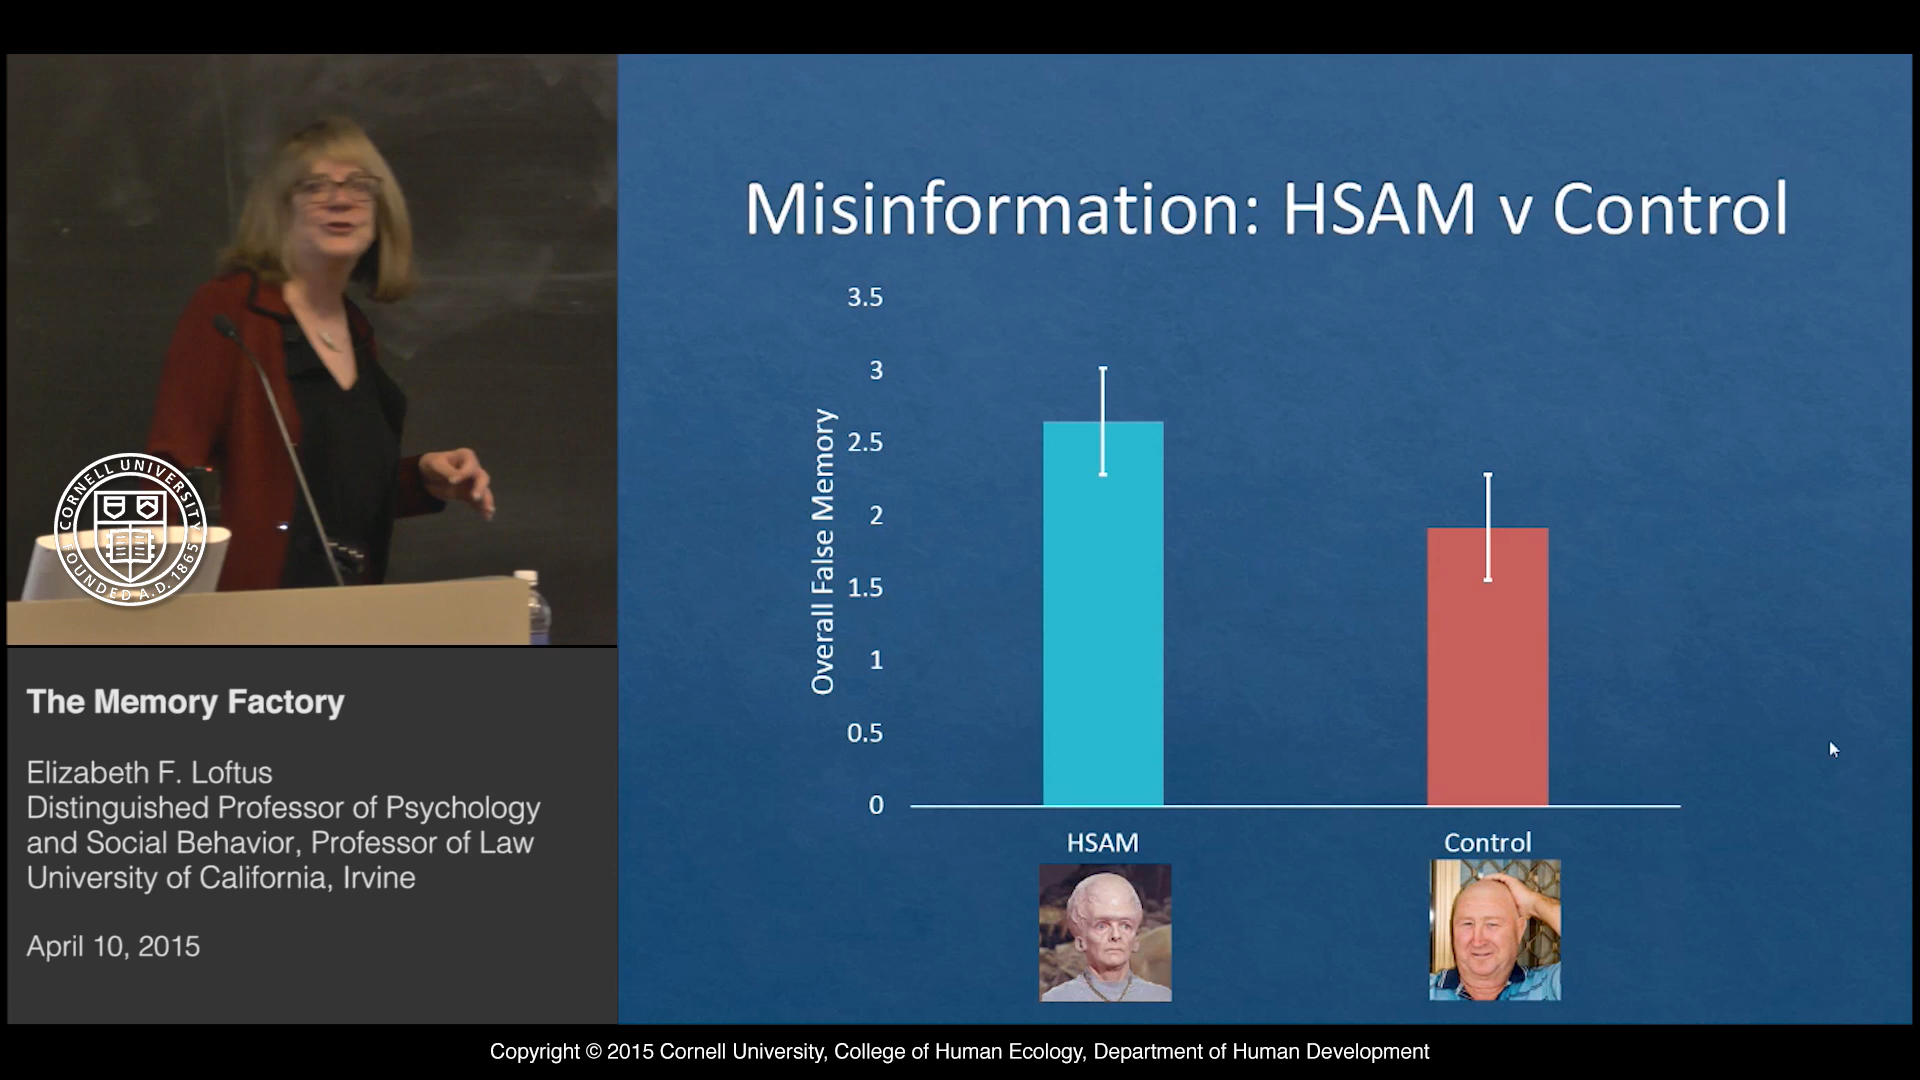 Misinformation: HSAM v Control
3.5
3
2.5
2
1.5
1
0.5
0
Overall False Memory
HSAM
Control
CORNELL UNIVERSITY
FOUNDED A.D. 1865
The Memory Factory
Elizabeth F. Loftus
Distinguished Professor of Psychology
and Social Behavior, Professor of Law
University of California, Irvine
April 10, 2015
Copyright © 2015 Cornell University, College of Human Ecology, Department of Human Development